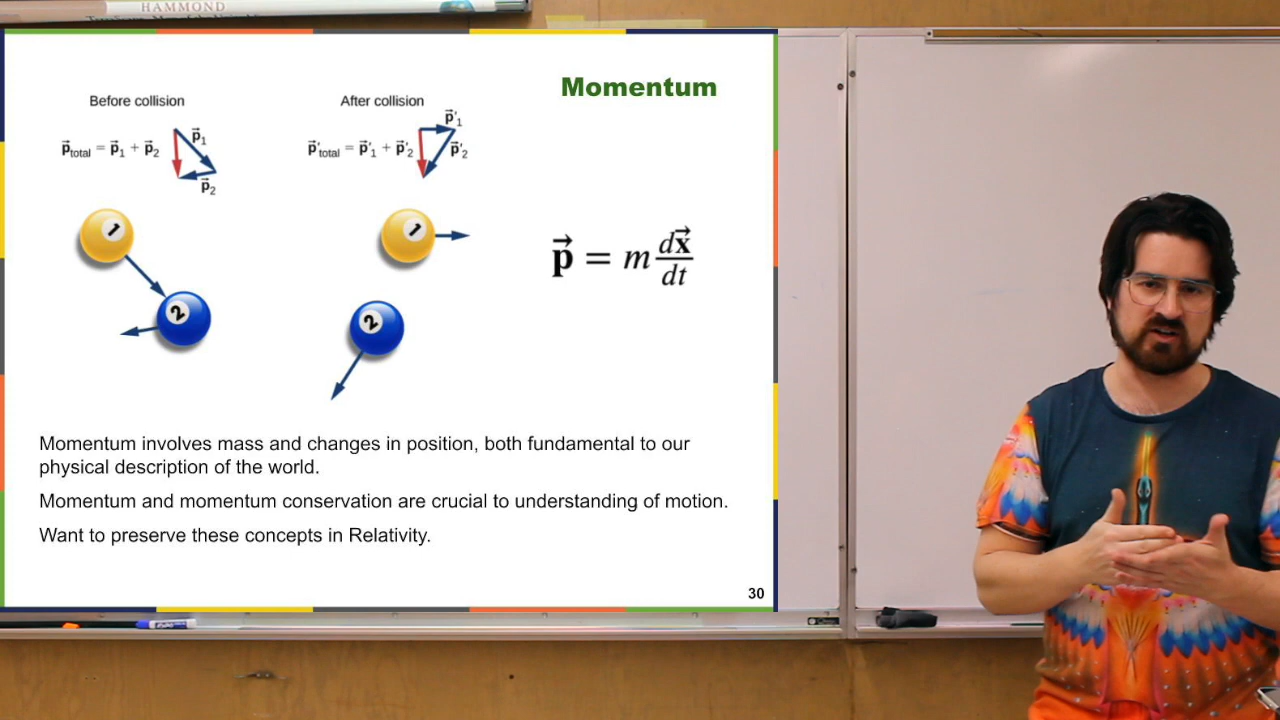 HAMMOND
Momentum
Before collision
After collision
p⃗total = p⃗1 + p⃗2
p⃗1
p⃗2
p⃗'total = p⃗'1 + p⃗'2
p⃗'1
p⃗'2
1
2
1
2
p⃗ = m dx⃗/dt
Momentum involves mass and changes in position, both fundamental to our
physical description of the world.
Momentum and momentum conservation are crucial to understanding of motion.
Want to preserve these concepts in Relativity.
30